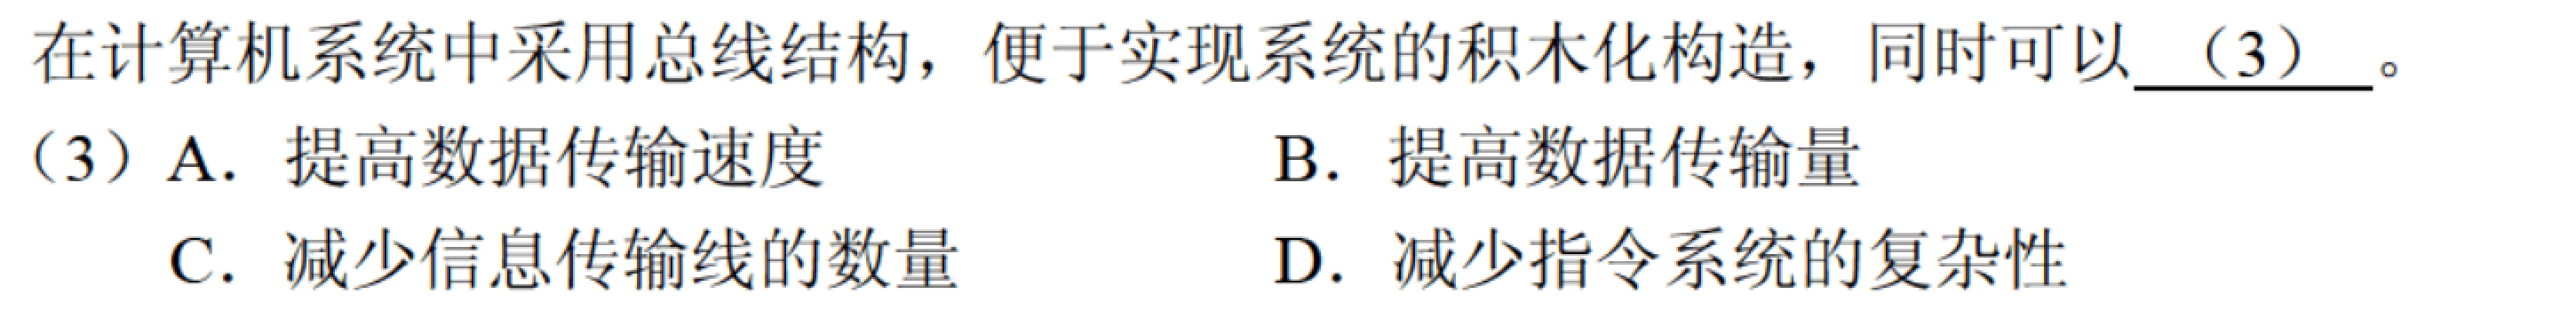 在计算机系统中采用总线结构，便于实现系统的积木化构造，同时可以 （3） 。
（3）A．提高数据传输速度 B．提高数据传输量
C．减少信息传输线的数量 D．减少指令系统的复杂性